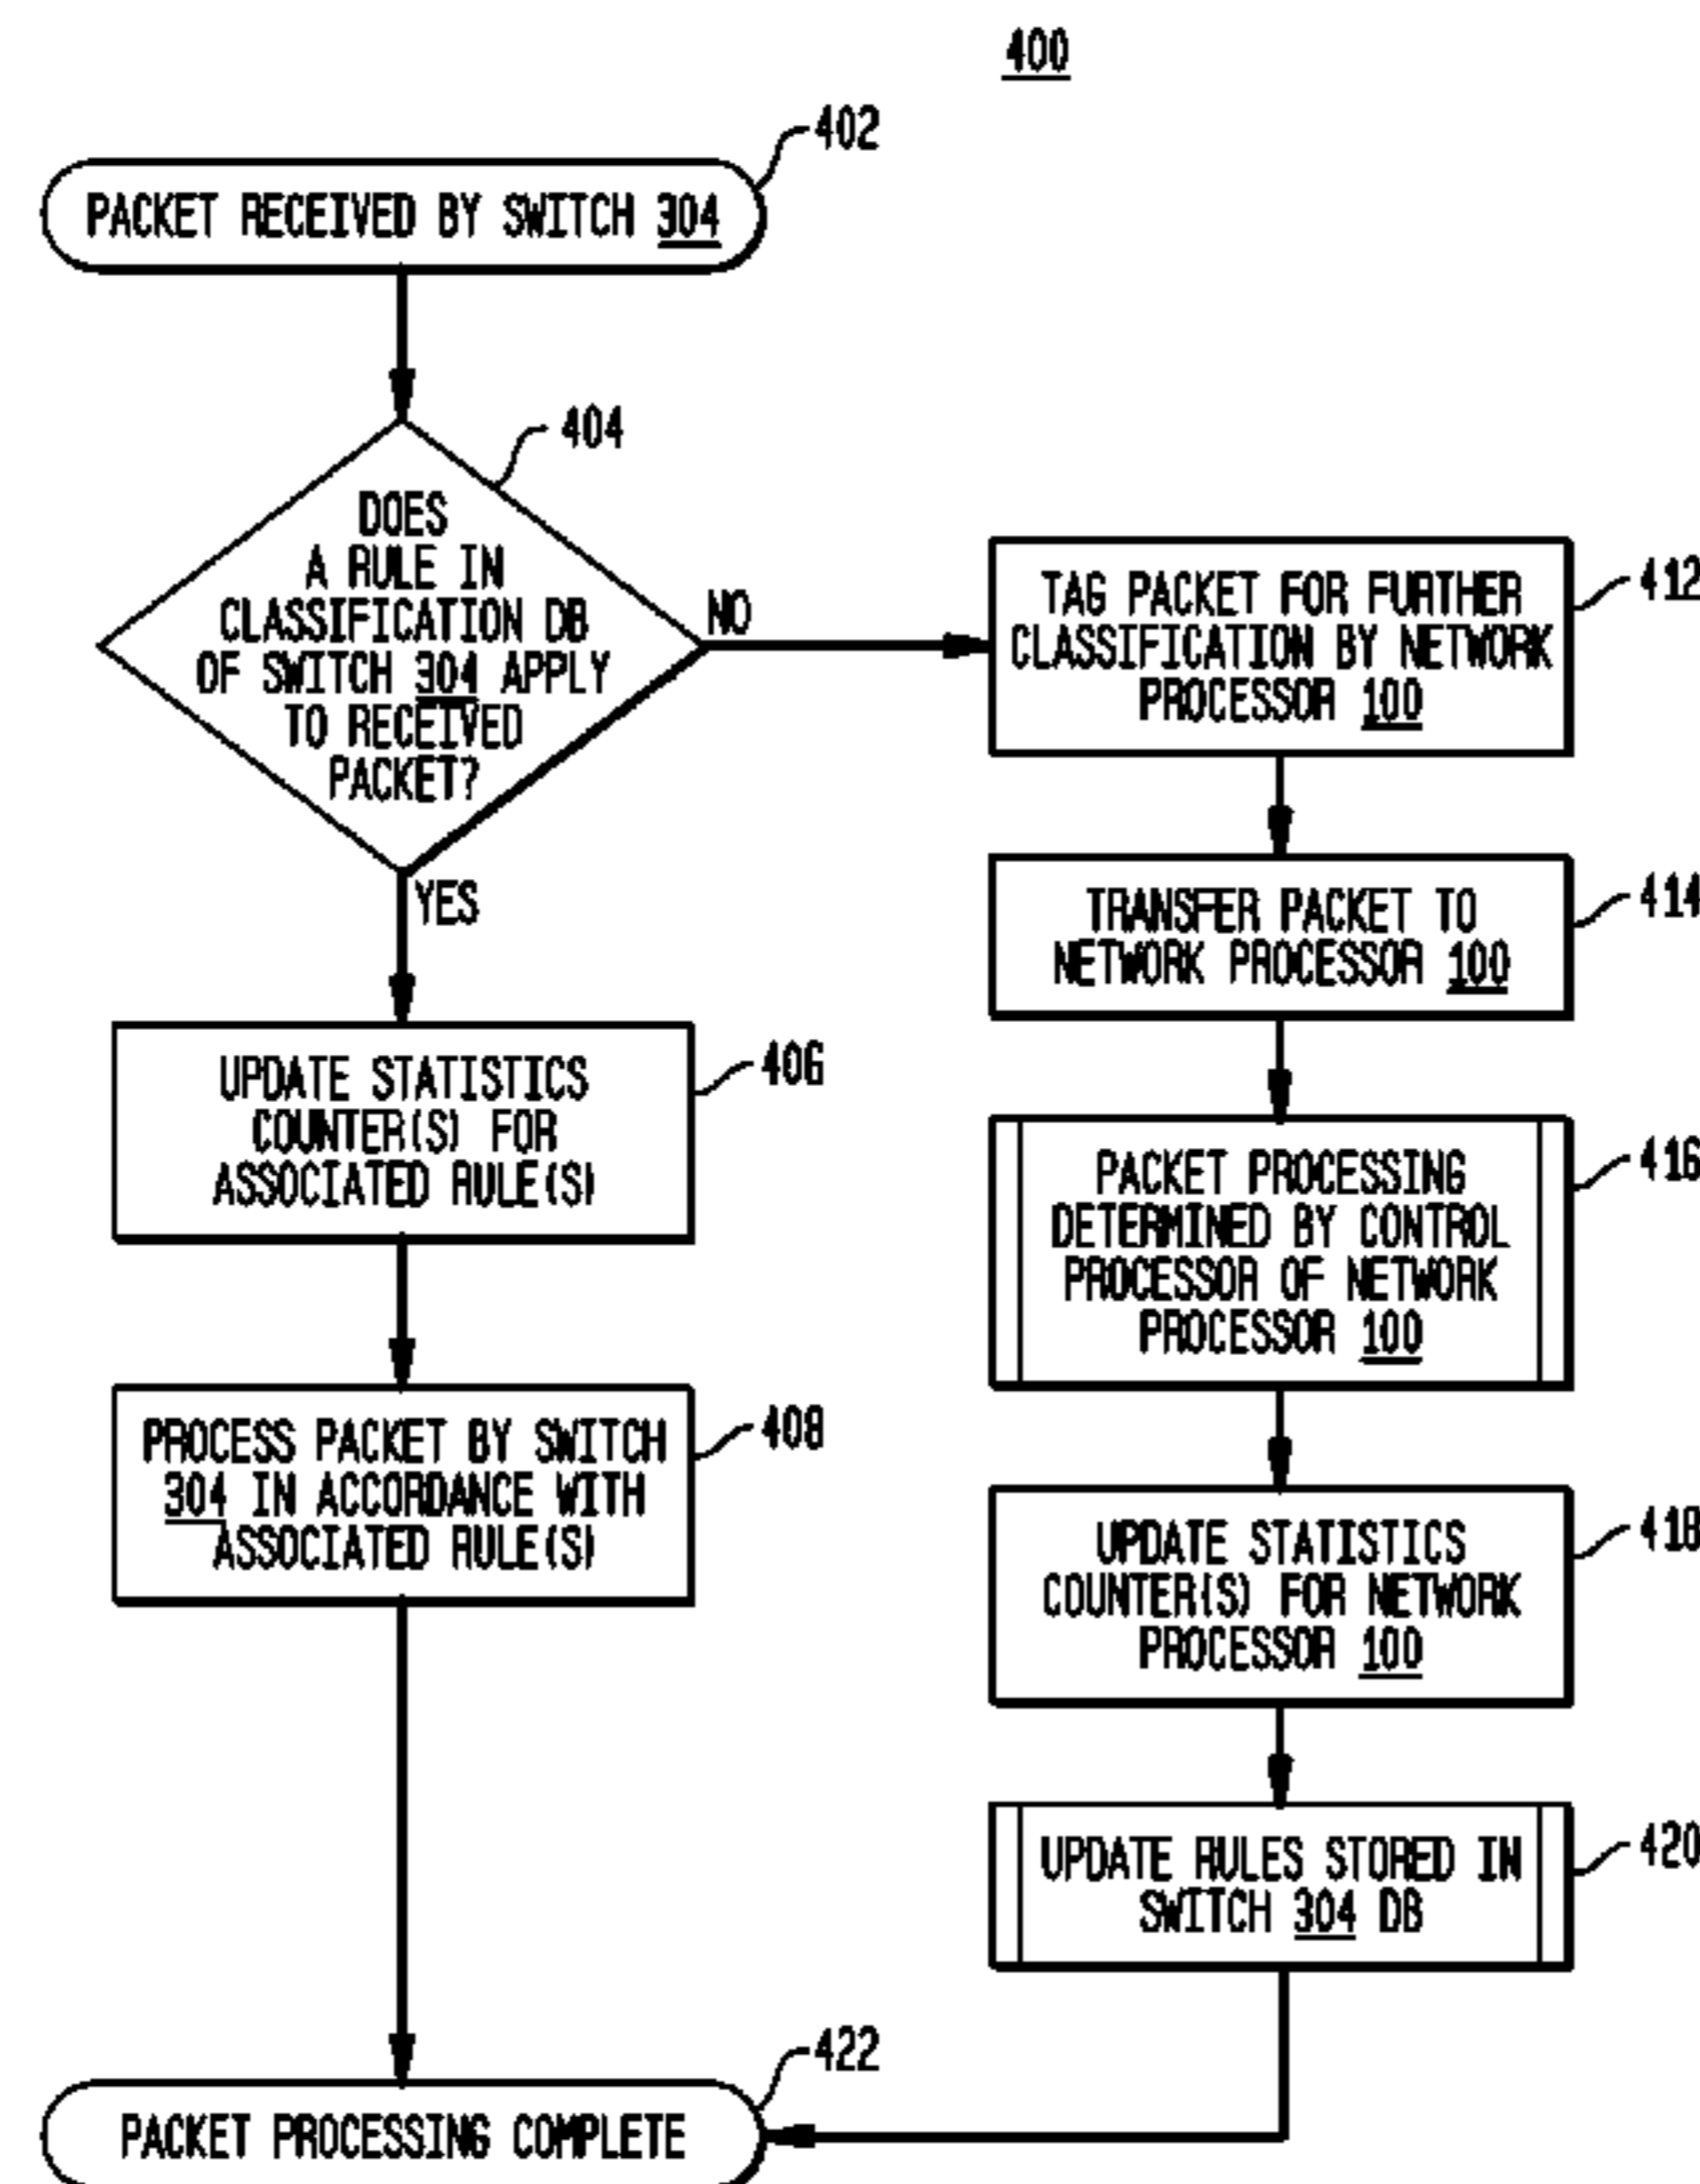 400
402
PACKET RECEIVED BY SWITCH 304
404
DOES
A RULE IN
CLASSIFICATION DB
OF SWITCH 304 APPLY
TO RECEIVED
PACKET?
NO
YES
406
UPDATE STATISTICS
COUNTER(S) FOR
ASSOCIATED RULE(S)
408
PROCESS PACKET BY SWITCH
304 IN ACCORDANCE WITH
ASSOCIATED RULE(S)
412
TAG PACKET FOR FURTHER
CLASSIFICATION BY NETWORK
PROCESSOR 100
414
TRANSFER PACKET TO
NETWORK PROCESSOR 100
416
PACKET PROCESSING
DETERMINED BY CONTROL
PROCESSOR OF NETWORK
PROCESSOR 100
418
UPDATE STATISTICS
COUNTER(S) FOR NETWORK
PROCESSOR 100
420
UPDATE RULES STORED IN
SWITCH 304 DB
422
PACKET PROCESSING COMPLETE